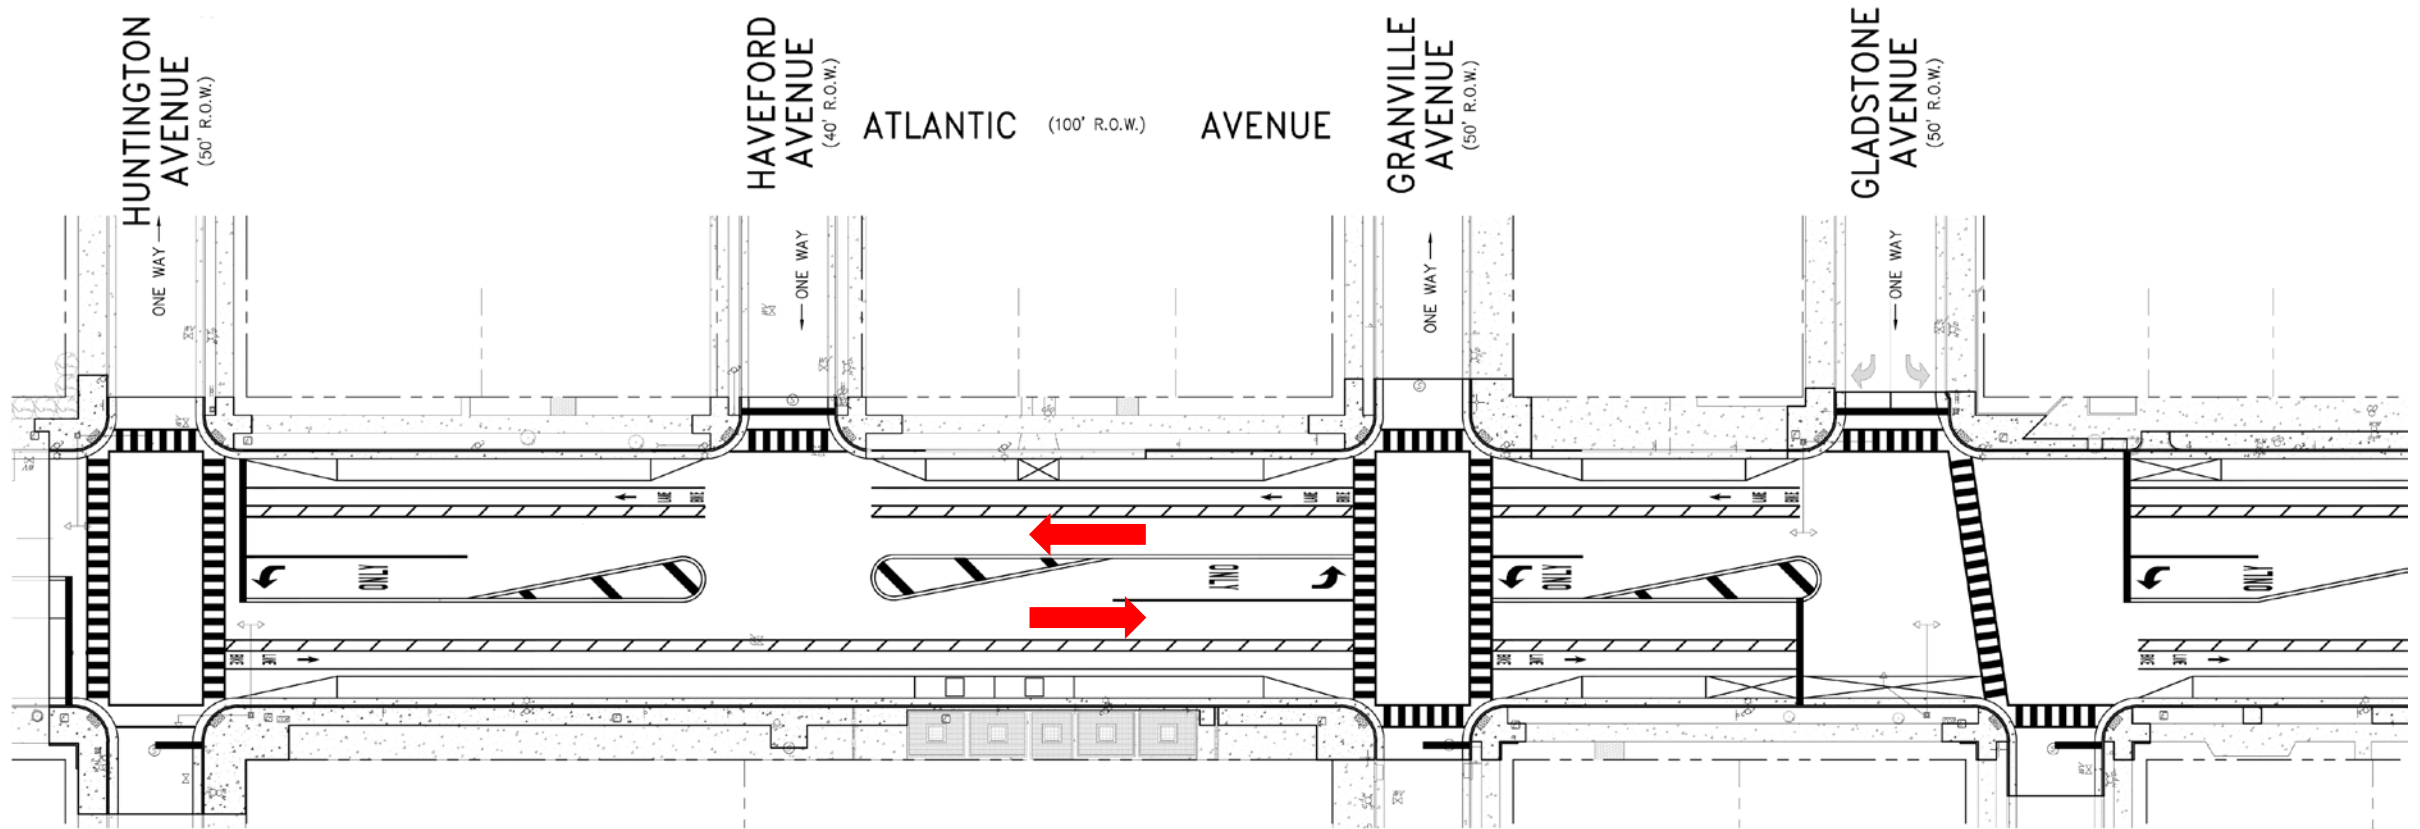 HUNTINGTON
AVENUE
(50' R.O.W.)
HAVEFORD
AVENUE
(40' R.O.W.)
ATLANTIC (100' R.O.W.) AVENUE
GRANVILLE
AVENUE
(50' R.O.W.)
GLADSTONE
AVENUE
(50' R.O.W.)
ONE WAY
ONE WAY
ONE WAY
ONE WAY
LANE BIKE
LANE BIKE
LANE BIKE
ONLY
ONLY
ONLY
ONLY
BIKE LANE
BIKE LANE
BIKE LANE